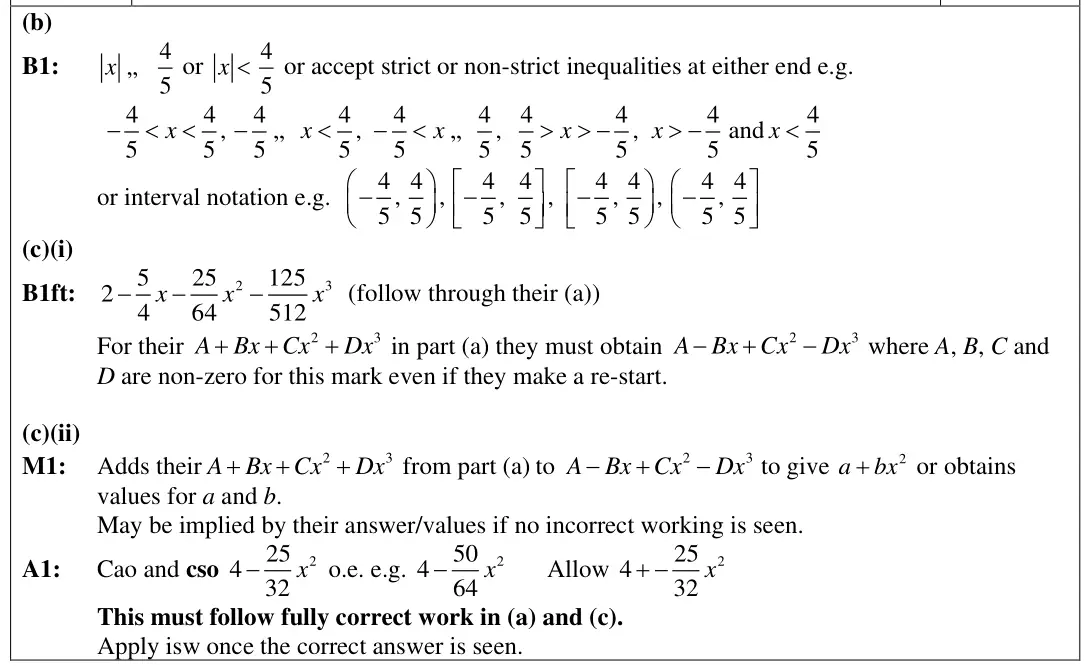 (b)
B1: |x| ,, 4/5 or |x| < 4/5 or accept strict or non-strict inequalities at either end e.g.
−4/5 < x < 4/5, −4/5 ,, x < 4/5, −4/5 < x ,, 4/5, 4/5 > x > −4/5, x > −4/5 and x < 4/5
or interval notation e.g. (−4/5, 4/5), [−4/5, 4/5], [−4/5, 4/5), (−4/5, 4/5]
(c)(i)
B1ft: 2 − 5/4 x − 25/64 x² − 125/512 x³ (follow through their (a))
For their A + Bx + Cx² + Dx³ in part (a) they must obtain A − Bx + Cx² − Dx³ where A, B, C and
D are non-zero for this mark even if they make a re-start.
(c)(ii)
M1: Adds their A + Bx + Cx² + Dx³ from part (a) to A − Bx + Cx² − Dx³ to give a + bx² or obtains
values for a and b.
May be implied by their answer/values if no incorrect working is seen.
A1: Cao and cso 4 − 25/32 x² o.e. e.g. 4 − 50/64 x² Allow 4 + − 25/32 x²
This must follow fully correct work in (a) and (c).
Apply isw once the correct answer is seen.